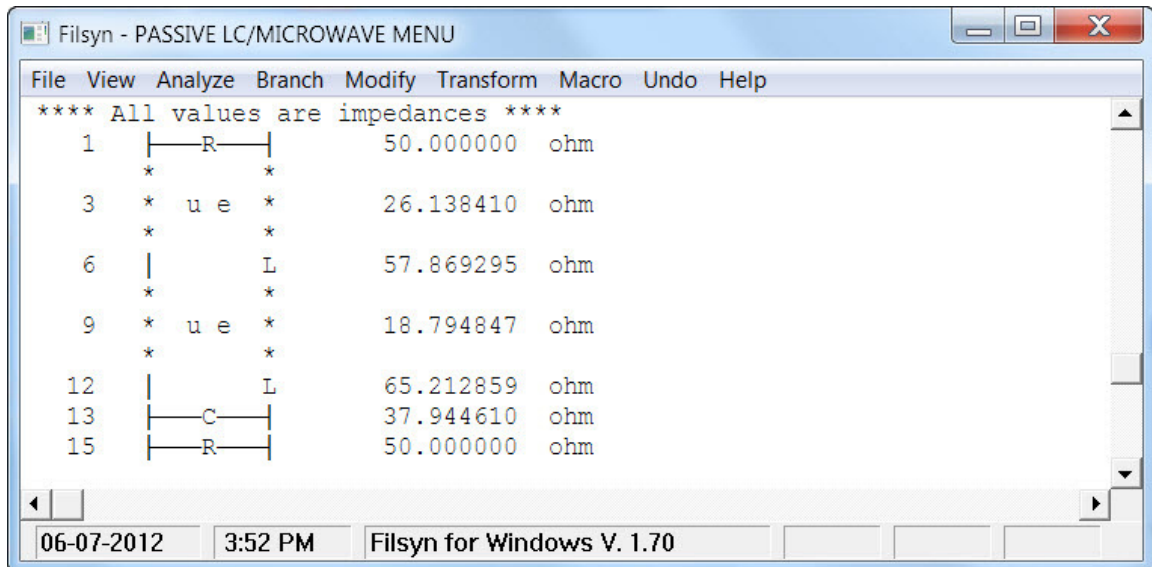 Filsyn - PASSIVE LC/MICROWAVE MENU
File View Analyze Branch Modify Transform Macro Undo Help
**** All values are impedances ****
1 ├──R──┤ 50.000000 ohm
* *
3 * u e * 26.138410 ohm
* *
6 | L 57.869295 ohm
* *
9 * u e * 18.794847 ohm
* *
12 | L 65.212859 ohm
13 ├──C──┤ 37.944610 ohm
15 ├──R──┤ 50.000000 ohm
06-07-2012 3:52 PM Filsyn for Windows V. 1.70